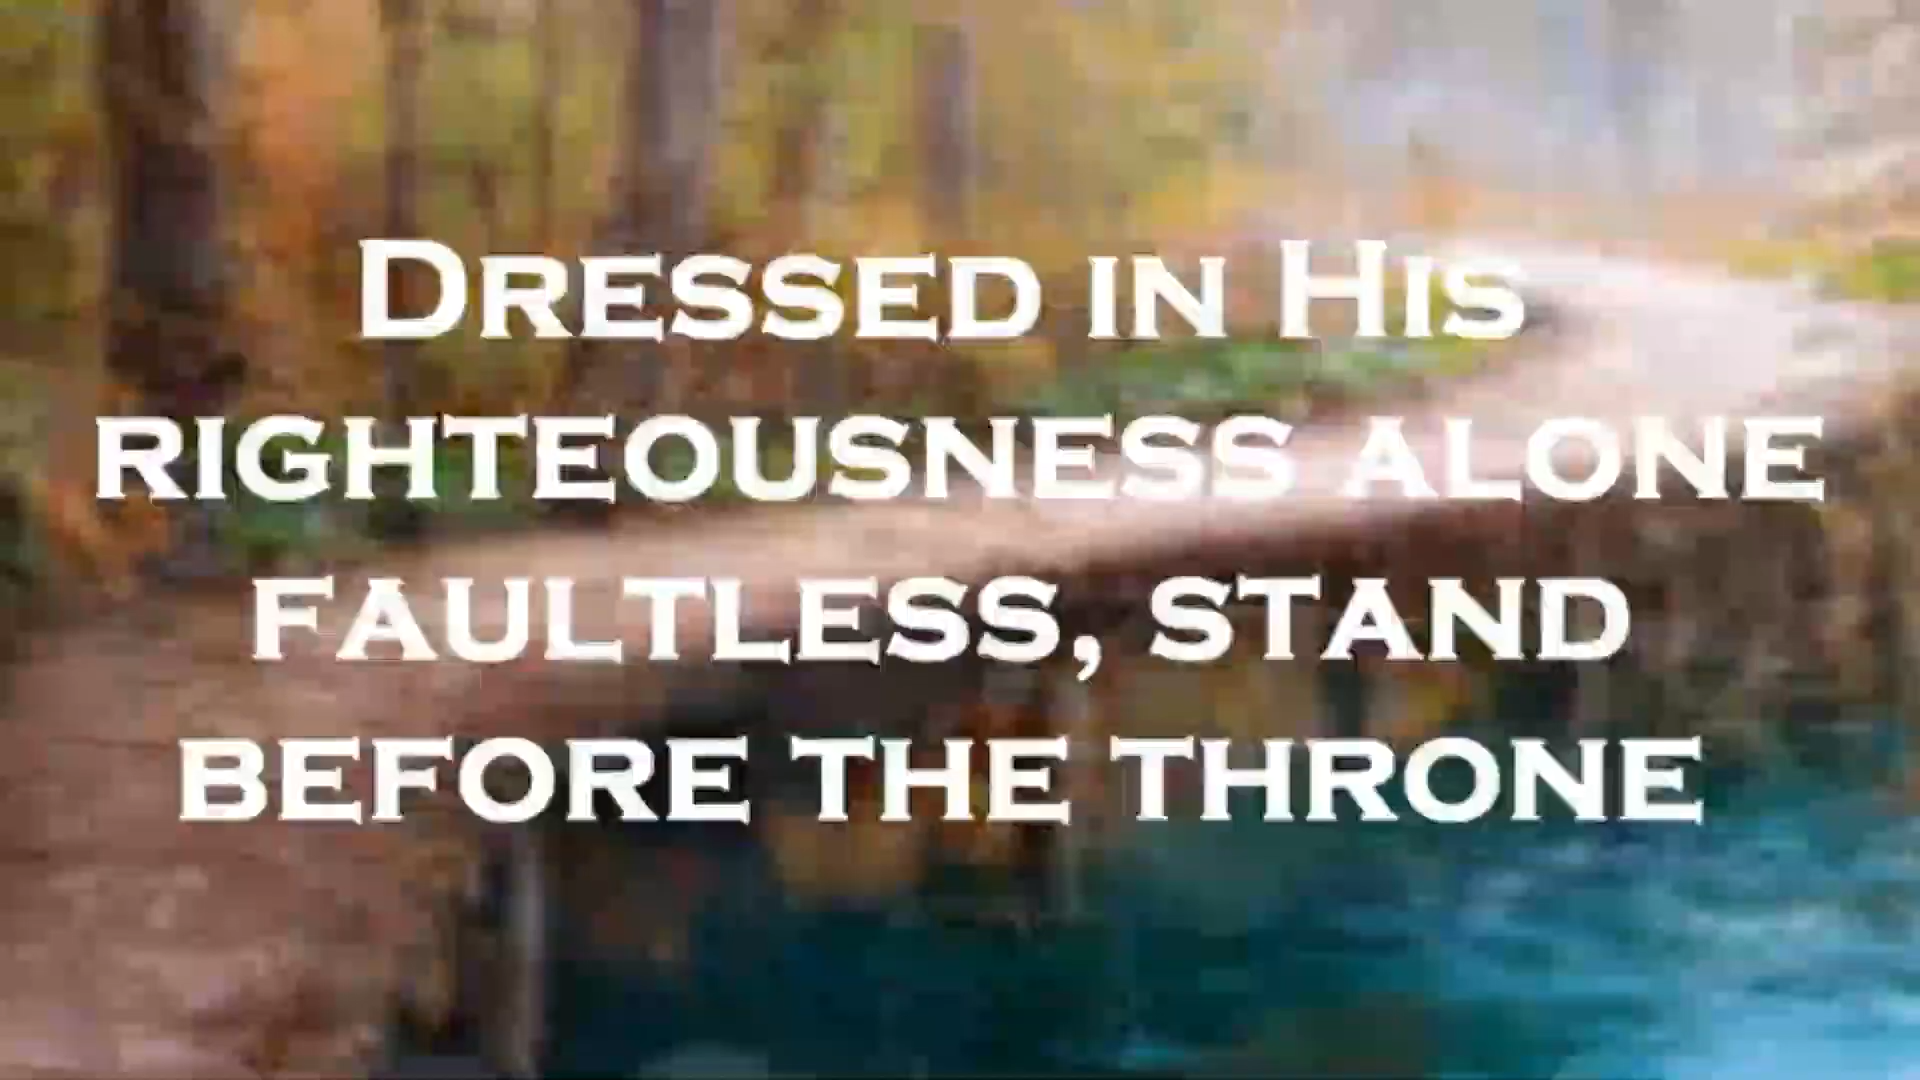 Dressed in His
righteousness alone
faultless, stand
before the throne